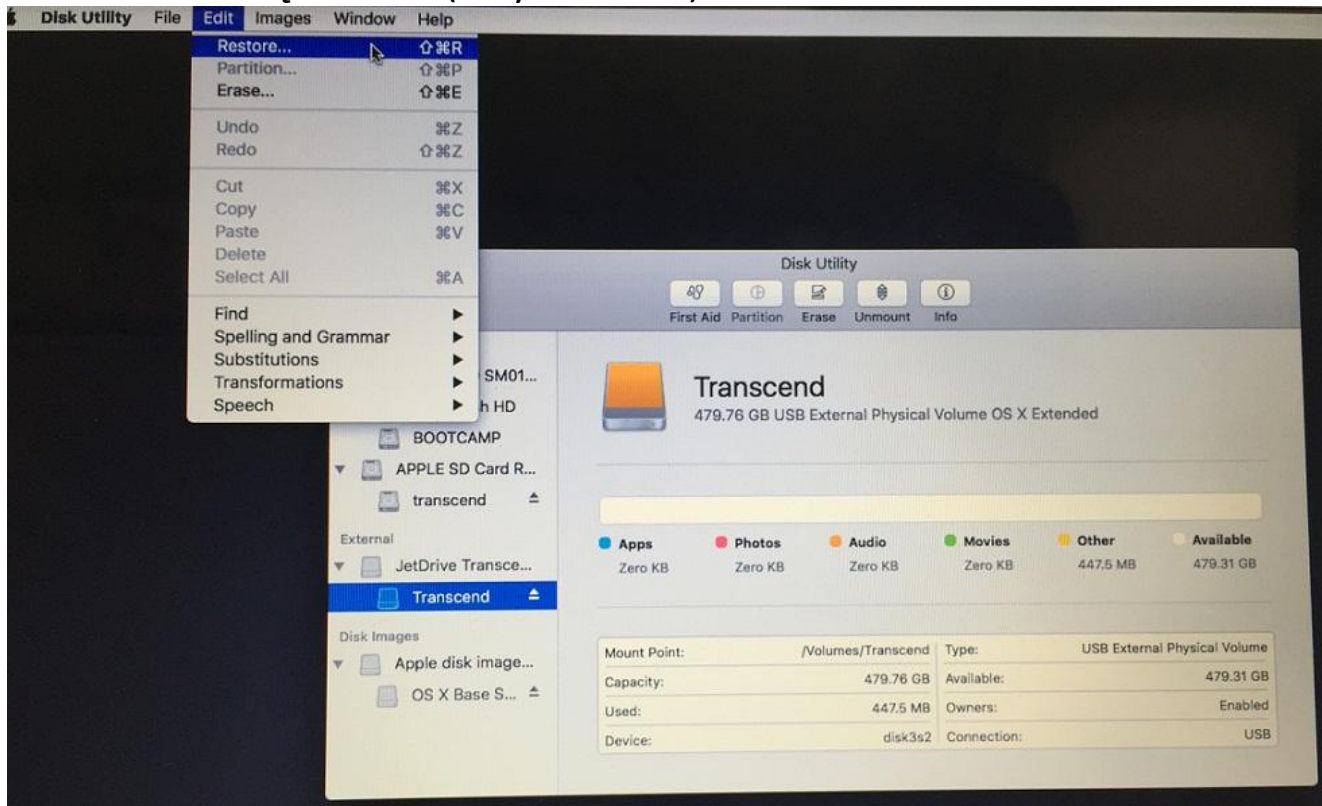 Disk Utility File Edit Images Window Help
Restore... ⇧⌘R
Partition... ⇧⌘P
Erase... ⇧⌘E
Undo ⌘Z
Redo ⇧⌘Z
Cut ⌘X
Copy ⌘C
Paste ⌘V
Delete
Select All ⌘A
Find ▶
Spelling and Grammar ▶
Substitutions ▶
Transformations ▶
Speech ▶
Disk Utility
First Aid Partition Erase Unmount Info
SM01...
h HD
BOOTCAMP
APPLE SD Card R...
transcend
External
JetDrive Transce...
Transcend
Disk Images
Apple disk image...
OS X Base S...
Transcend
479.76 GB USB External Physical Volume OS X Extended
Apps Photos Audio Movies Other Available
Zero KB Zero KB Zero KB Zero KB 447.5 MB 479.31 GB
Mount Point: /Volumes/Transcend Type: USB External Physical Volume
Capacity: 479.76 GB Available: 479.31 GB
Used: 447.5 MB Owners: Enabled
Device: disk3s2 Connection: USB